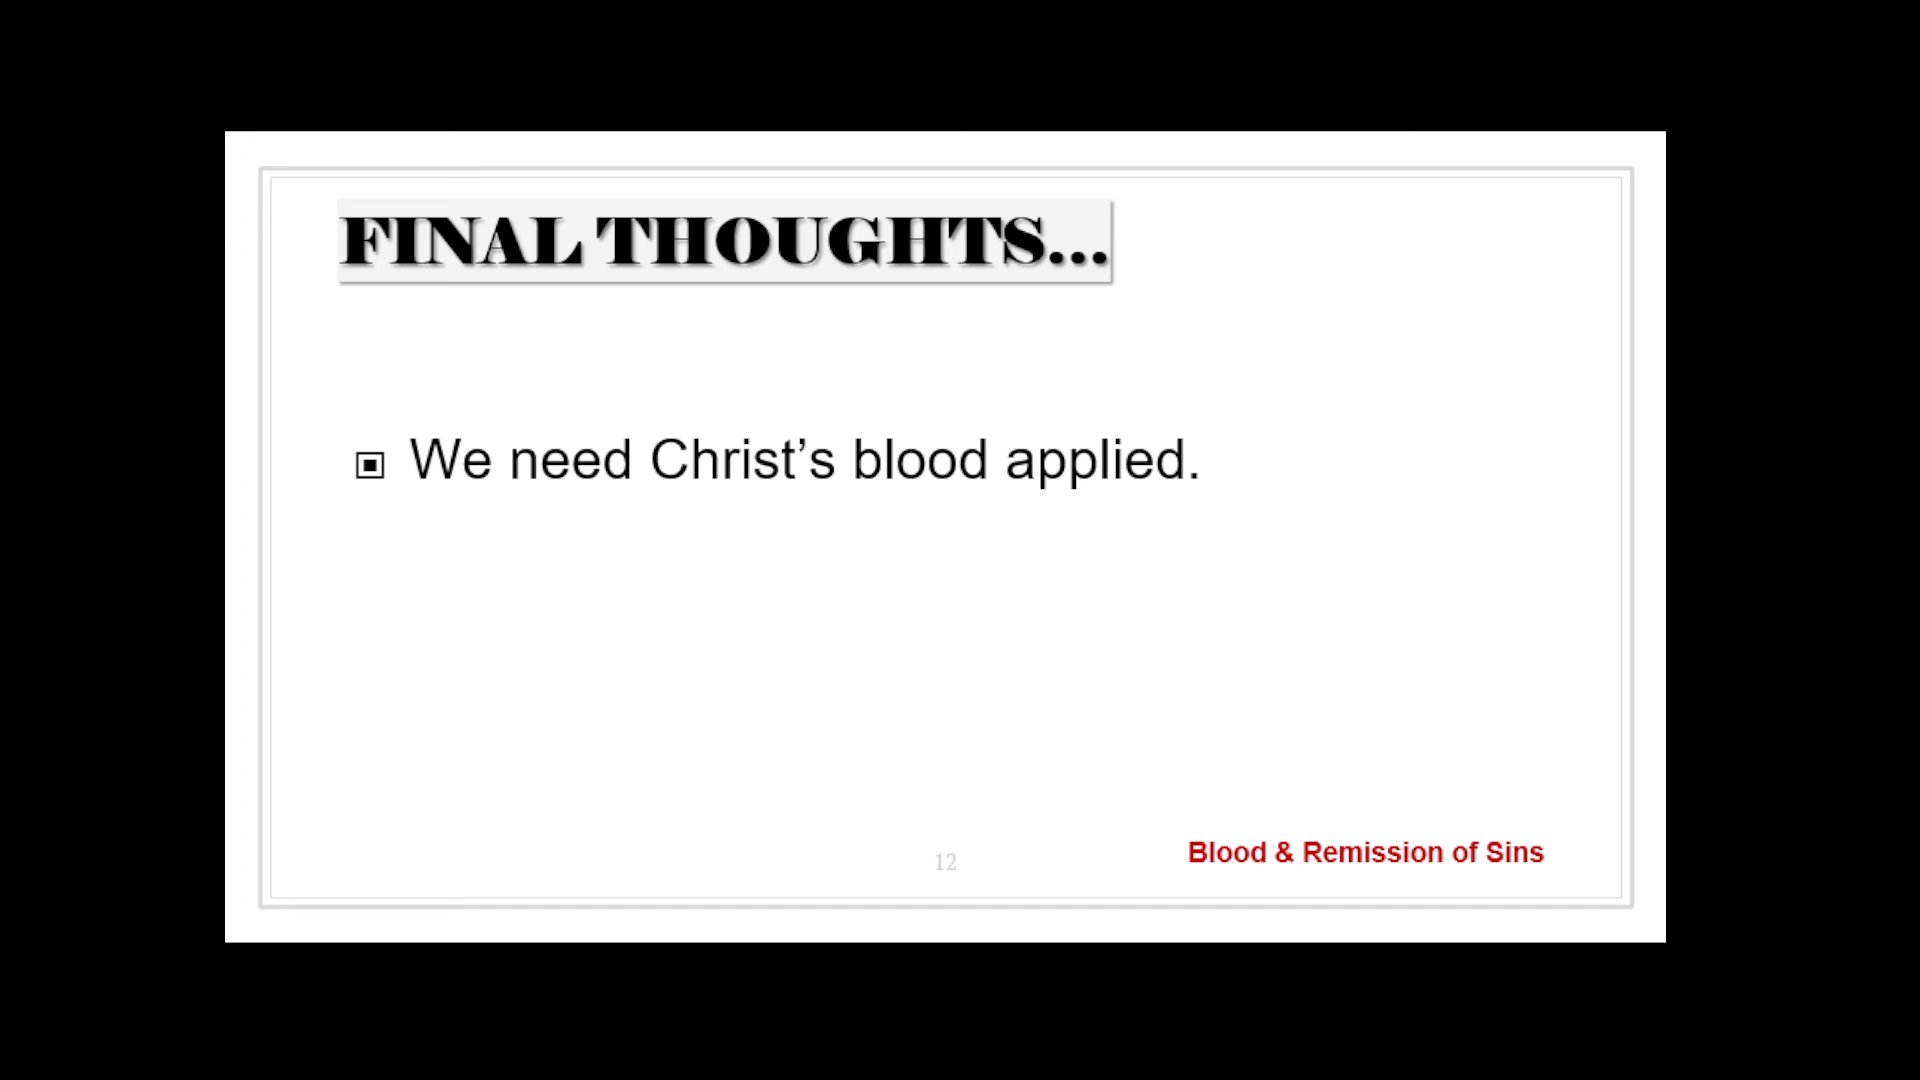 FINAL THOUGHTS...
We need Christ’s blood applied.
12
Blood & Remission of Sins